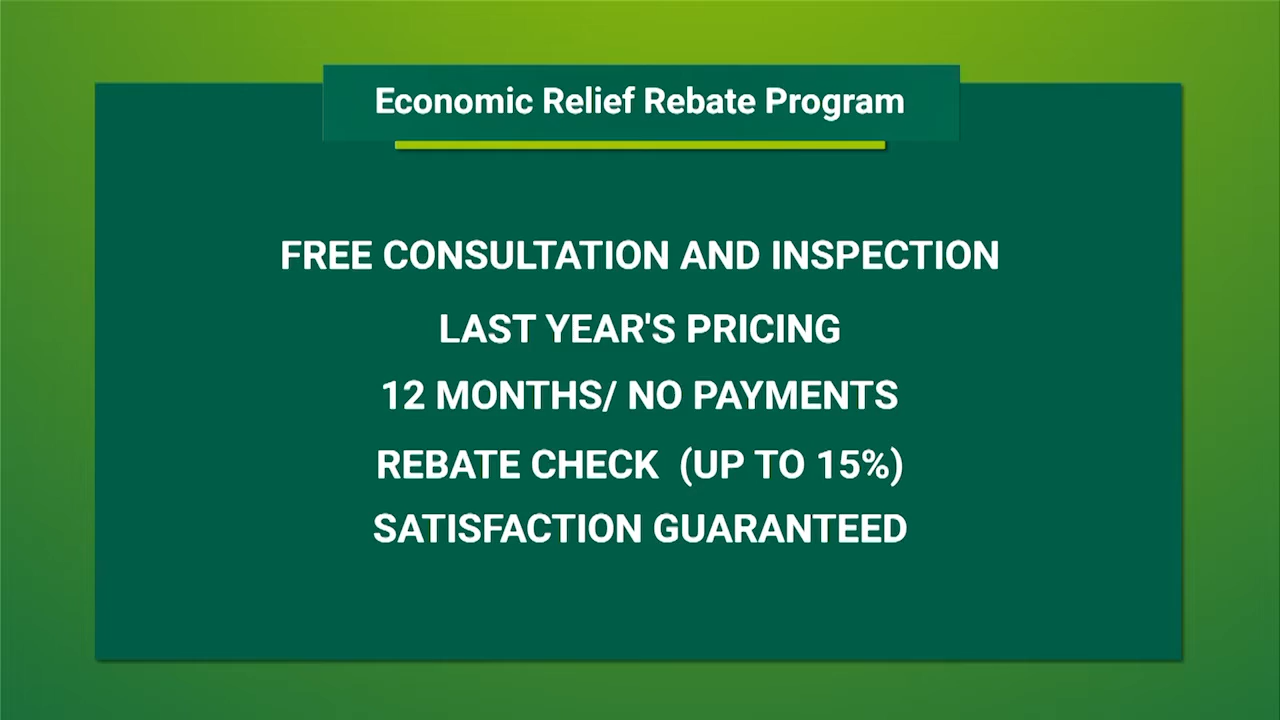 Economic Relief Rebate Program
FREE CONSULTATION AND INSPECTION
LAST YEAR'S PRICING
12 MONTHS/ NO PAYMENTS
REBATE CHECK  (UP TO 15%)
SATISFACTION GUARANTEED